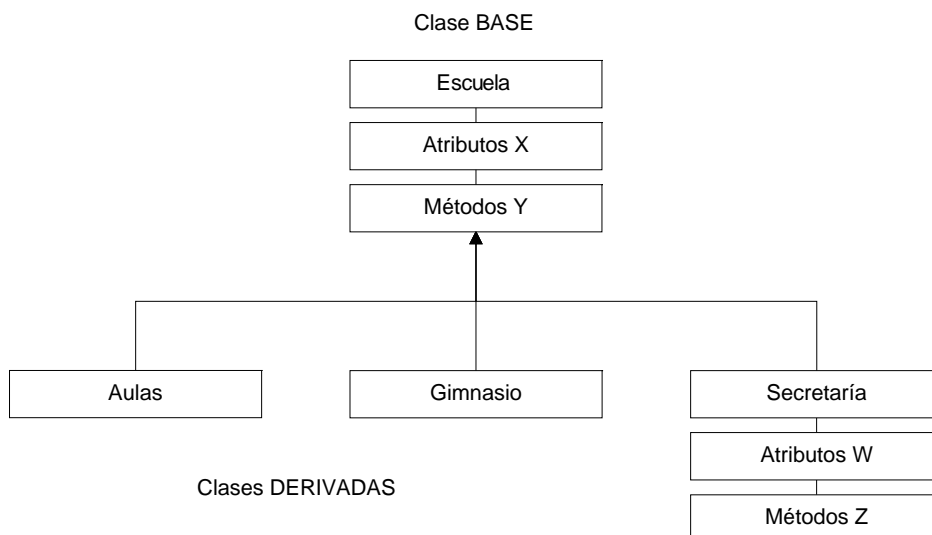 Clase BASE
Escuela
Atributos X
Métodos Y
Aulas
Gimnasio
Secretaría
Atributos W
Clases DERIVADAS
Métodos Z